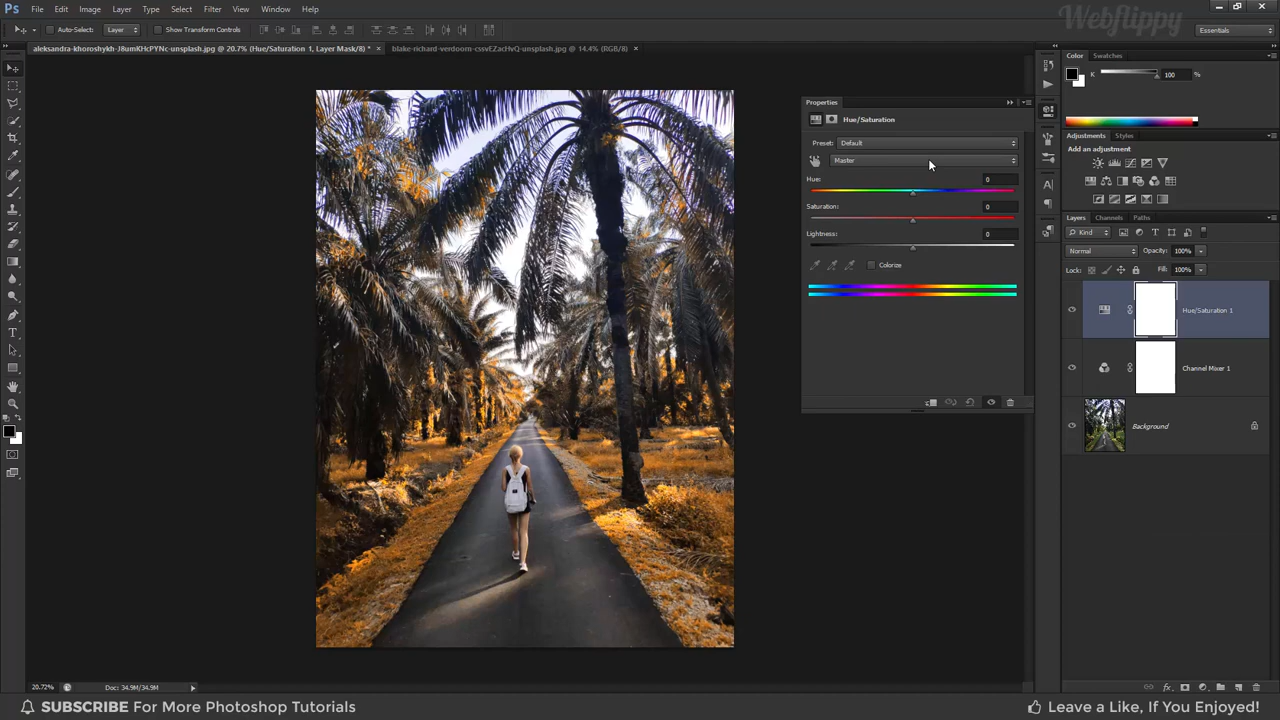 Ps File Edit Image Layer Type Select Filter View Window Help
Webflippy
Auto-Select: Layer Show Transform Controls Essentials
aleksandra-khoroshykh-J8umKHcPYNc-unsplash.jpg @ 20.7% (Hue/Saturation 1, Layer Mask/8) * × blake-richard-verdoorn-cssvEZacHvQ-unsplash.jpg @ 14.4% (RGB/8) ×
Color Swatches
K 100 %
Properties
Hue/Saturation
Preset: Default
Master
Hue: 0
Saturation: 0
Lightness: 0
Colorize
Adjustments Styles
Add an adjustment
Layers Channels Paths
Kind
Normal Opacity: 100%
Lock: Fill: 100%
Hue/Saturation 1
Channel Mixer 1
Background
20.72% Doc: 34.9M/34.9M
SUBSCRIBE For More Photoshop Tutorials
Leave a Like, If You Enjoyed!